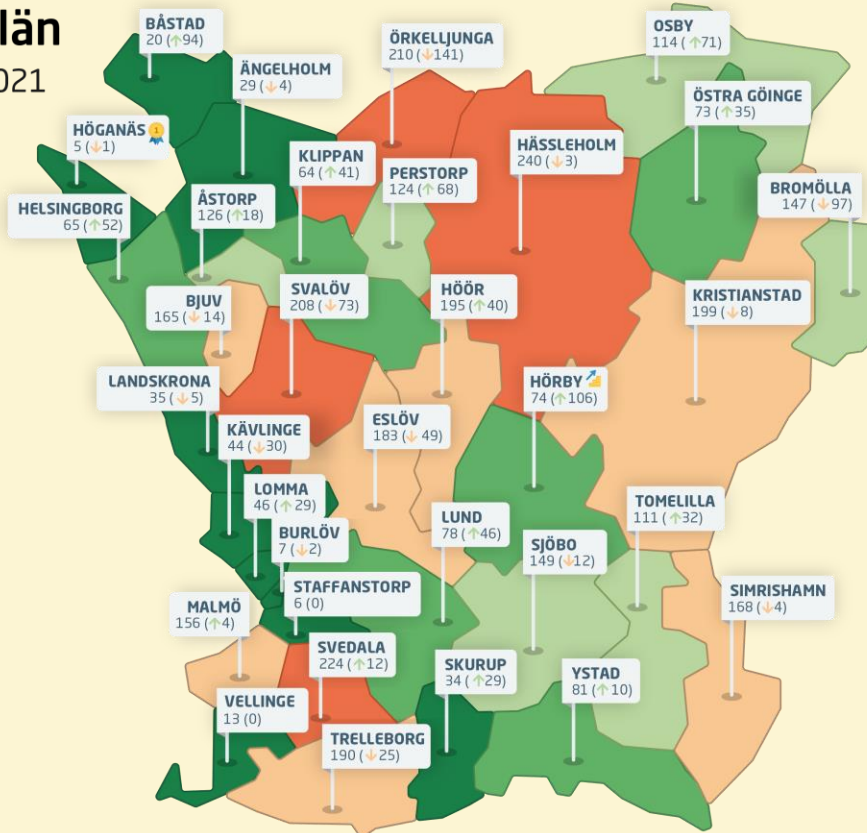 län
021
BÅSTAD
20 (↑94)
ÖRKELLJUNGA
210 (↓141)
OSBY
114 (↑71)
ÄNGELHOLM
29 (↓4)
ÖSTRA GÖINGE
73 (↑35)
HÖGANÄS
5 (↓1)
KLIPPAN
64 (↑41)
PERSTORP
124 (↑68)
HÄSSLEHOLM
240 (↓3)
BROMÖLLA
147 (↓97)
HELSINGBORG
65 (↑52)
ÅSTORP
126 (↑18)
BJUV
165 (↓14)
SVALÖV
208 (↓73)
HÖÖR
195 (↑40)
KRISTIANSTAD
199 (↓8)
LANDSKRONA
35 (↓5)
HÖRBY
74 (↑106)
KÄVLINGE
44 (↓30)
ESLÖV
183 (↓49)
LOMMA
46 (↑29)
LUND
78 (↑46)
TOMELILLA
111 (↑32)
BURLÖV
7 (↓2)
SJÖBO
149 (↓12)
STAFFANSTORP
6 (0)
SIMRISHAMN
168 (↓4)
MALMÖ
156 (↑4)
SVEDALA
224 (↑12)
SKURUP
34 (↑29)
YSTAD
81 (↑10)
VELLINGE
13 (0)
TRELLEBORG
190 (↓25)